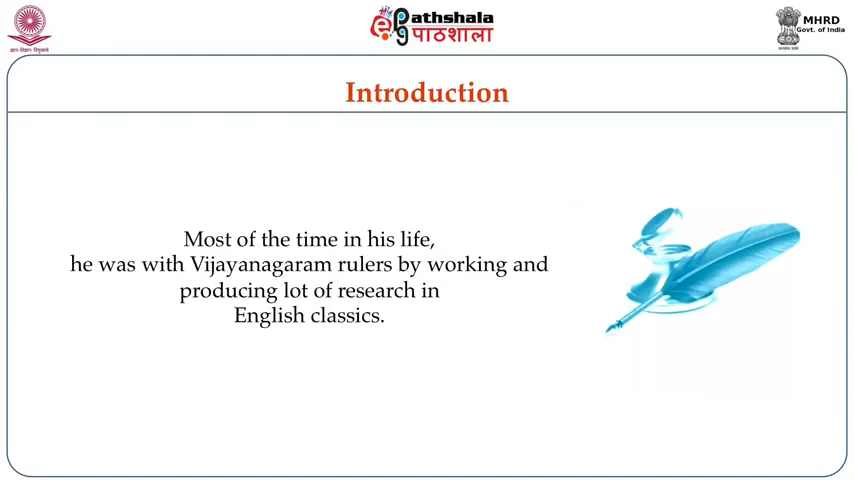 ePathshala
पाठशाला
MHRD
Govt. of India
Introduction
Most of the time in his life,
he was with Vijayanagaram rulers by working and
producing lot of research in
English classics.